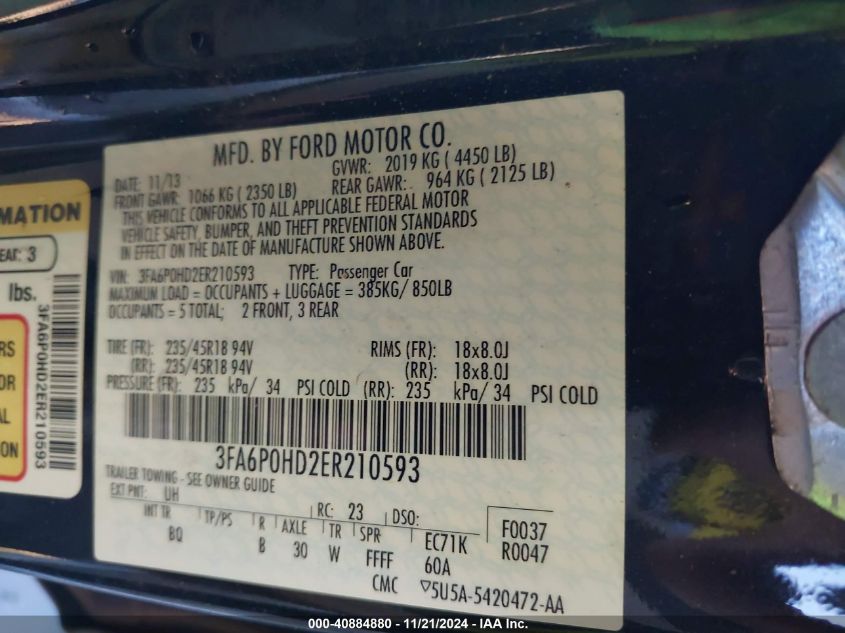 MFD. BY FORD MOTOR CO.
DATE: 11/13 GVWR: 2019 KG ( 4450 LB)
FRONT GAWR: 1066 KG ( 2350 LB) REAR GAWR: 964 KG ( 2125 LB)
THIS VEHICLE CONFORMS TO ALL APPLICABLE FEDERAL MOTOR
VEHICLE SAFETY, BUMPER, AND THEFT PREVENTION STANDARDS
IN EFFECT ON THE DATE OF MANUFACTURE SHOWN ABOVE.
VIN: 3FA6P0HD2ER210593 TYPE: Passenger Car
MAXIMUM LOAD = OCCUPANTS + LUGGAGE = 385KG/ 850LB
OCCUPANTS = 5 TOTAL; 2 FRONT, 3 REAR
TIRE (FR): 235/45R18 94V RIMS (FR): 18x8.0J
(RR): 235/45R18 94V (RR): 18x8.0J
PRESSURE (FR): 235 kPa/ 34 PSI COLD (RR): 235 kPa/ 34 PSI COLD
3FA6P0HD2ER210593
TRAILER TOWING - SEE OWNER GUIDE
EXT PNT: UH RC: 23 DSO: F0037
INT TR TP/PS R AXLE TR SPR EC71K R0047
BQ B 30 W FFFF 60A
CMC ▽5U5A-5420472-AA
MATION
EAR: 3
lbs.
RS
OR
AL
ON
3FA6P0HD2ER210593
000-40884880 - 11/21/2024 - IAAI.com